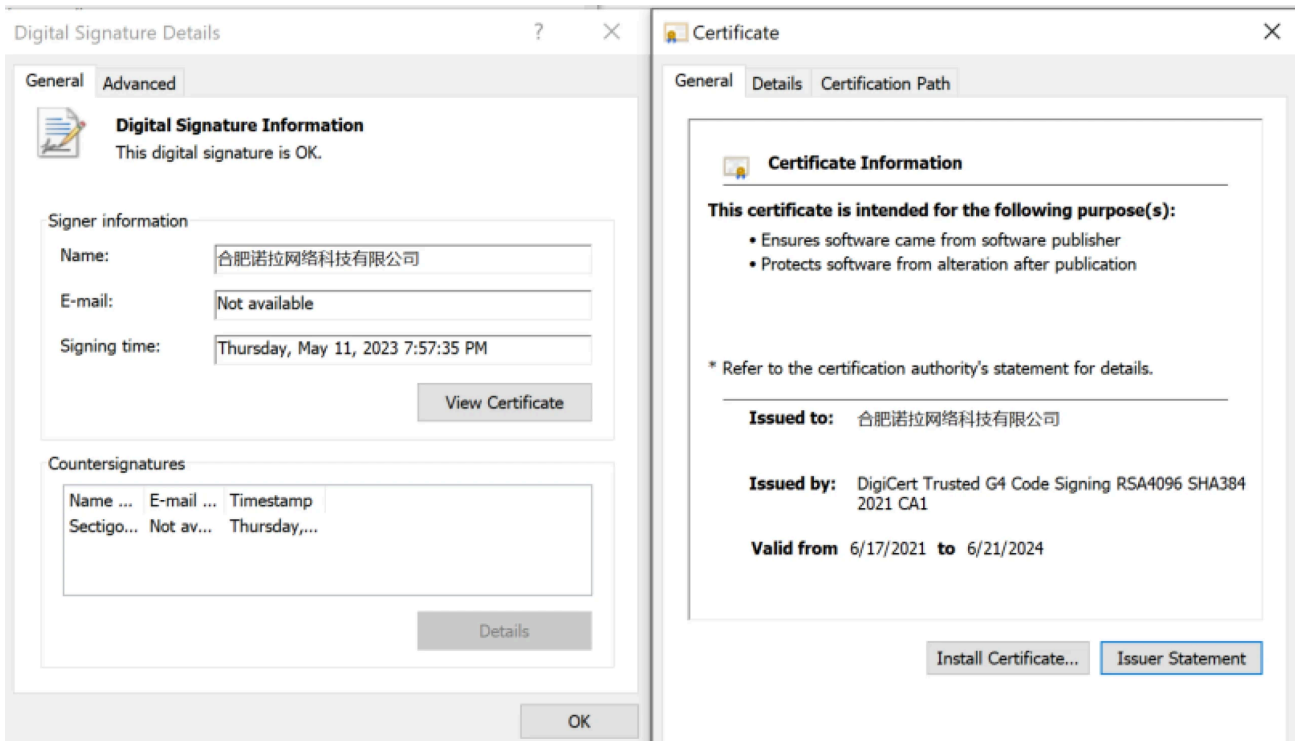 Digital Signature Details
?
General
Advanced
Digital Signature Information
This digital signature is OK.
Signer information
Name:
合肥诺拉网络科技有限公司
E-mail:
Not available
Signing time:
Thursday, May 11, 2023 7:57:35 PM
View Certificate
Countersignatures
Name ... E-mail ... Timestamp
Sectigo... Not av... Thursday,...
Details
OK
Certificate
General
Details
Certification Path
Certificate Information
This certificate is intended for the following purpose(s):
• Ensures software came from software publisher
• Protects software from alteration after publication
* Refer to the certification authority's statement for details.
Issued to: 合肥诺拉网络科技有限公司
Issued by: DigiCert Trusted G4 Code Signing RSA4096 SHA384
2021 CA1
Valid from 6/17/2021 to 6/21/2024
Install Certificate...
Issuer Statement